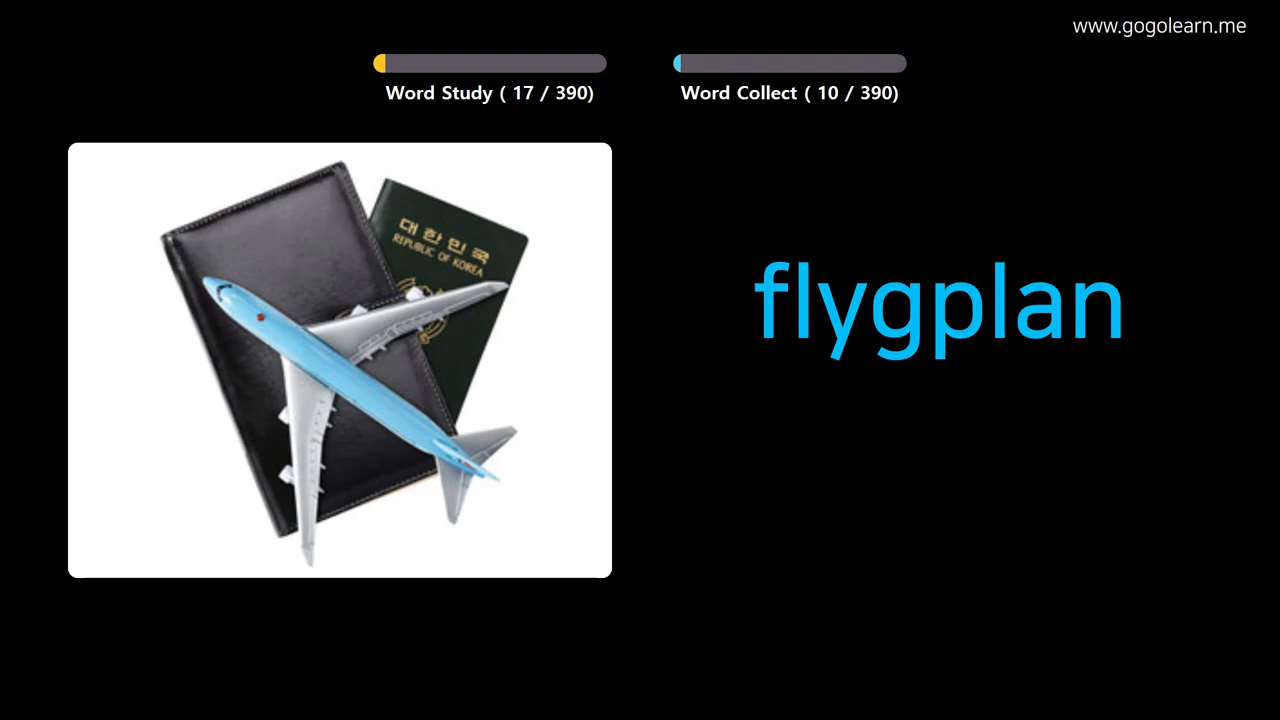 www.gogolearn.me
Word Study ( 17 / 390)
Word Collect ( 10 / 390)
대한민국
REPUBLIC OF KOREA
flygplan